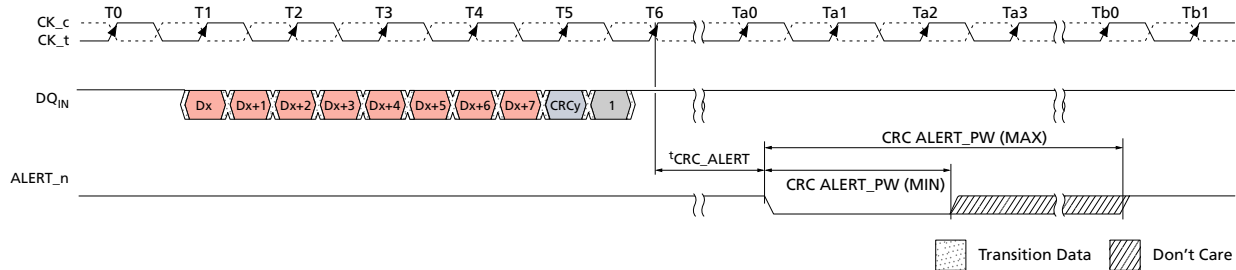 T0 T1 T2 T3 T4 T5 T6 Ta0 Ta1 Ta2 Ta3 Tb0 Tb1
CK_c
CK_t
DQIN
Dx Dx+1 Dx+2 Dx+3 Dx+4 Dx+5 Dx+6 Dx+7 CRCy 1
CRC ALERT_PW (MAX)
tCRC_ALERT
CRC ALERT_PW (MIN)
ALERT_n
Transition Data Don't Care